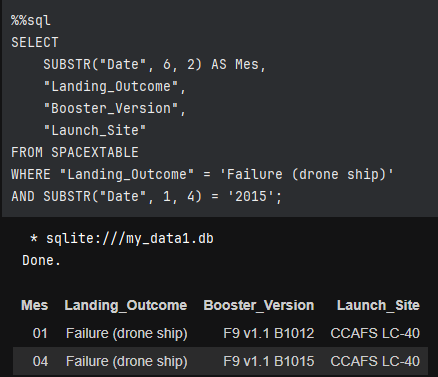 %%sql
SELECT
    SUBSTR("Date", 6, 2) AS Mes,
    "Landing_Outcome",
    "Booster_Version",
    "Launch_Site"
FROM SPACEXTABLE
WHERE "Landing_Outcome" = 'Failure (drone ship)'
AND SUBSTR("Date", 1, 4) = '2015';
* sqlite:///my_data1.db
Done.
Mes Landing_Outcome Booster_Version Launch_Site
01 Failure (drone ship) F9 v1.1 B1012 CCAFS LC-40
04 Failure (drone ship) F9 v1.1 B1015 CCAFS LC-40